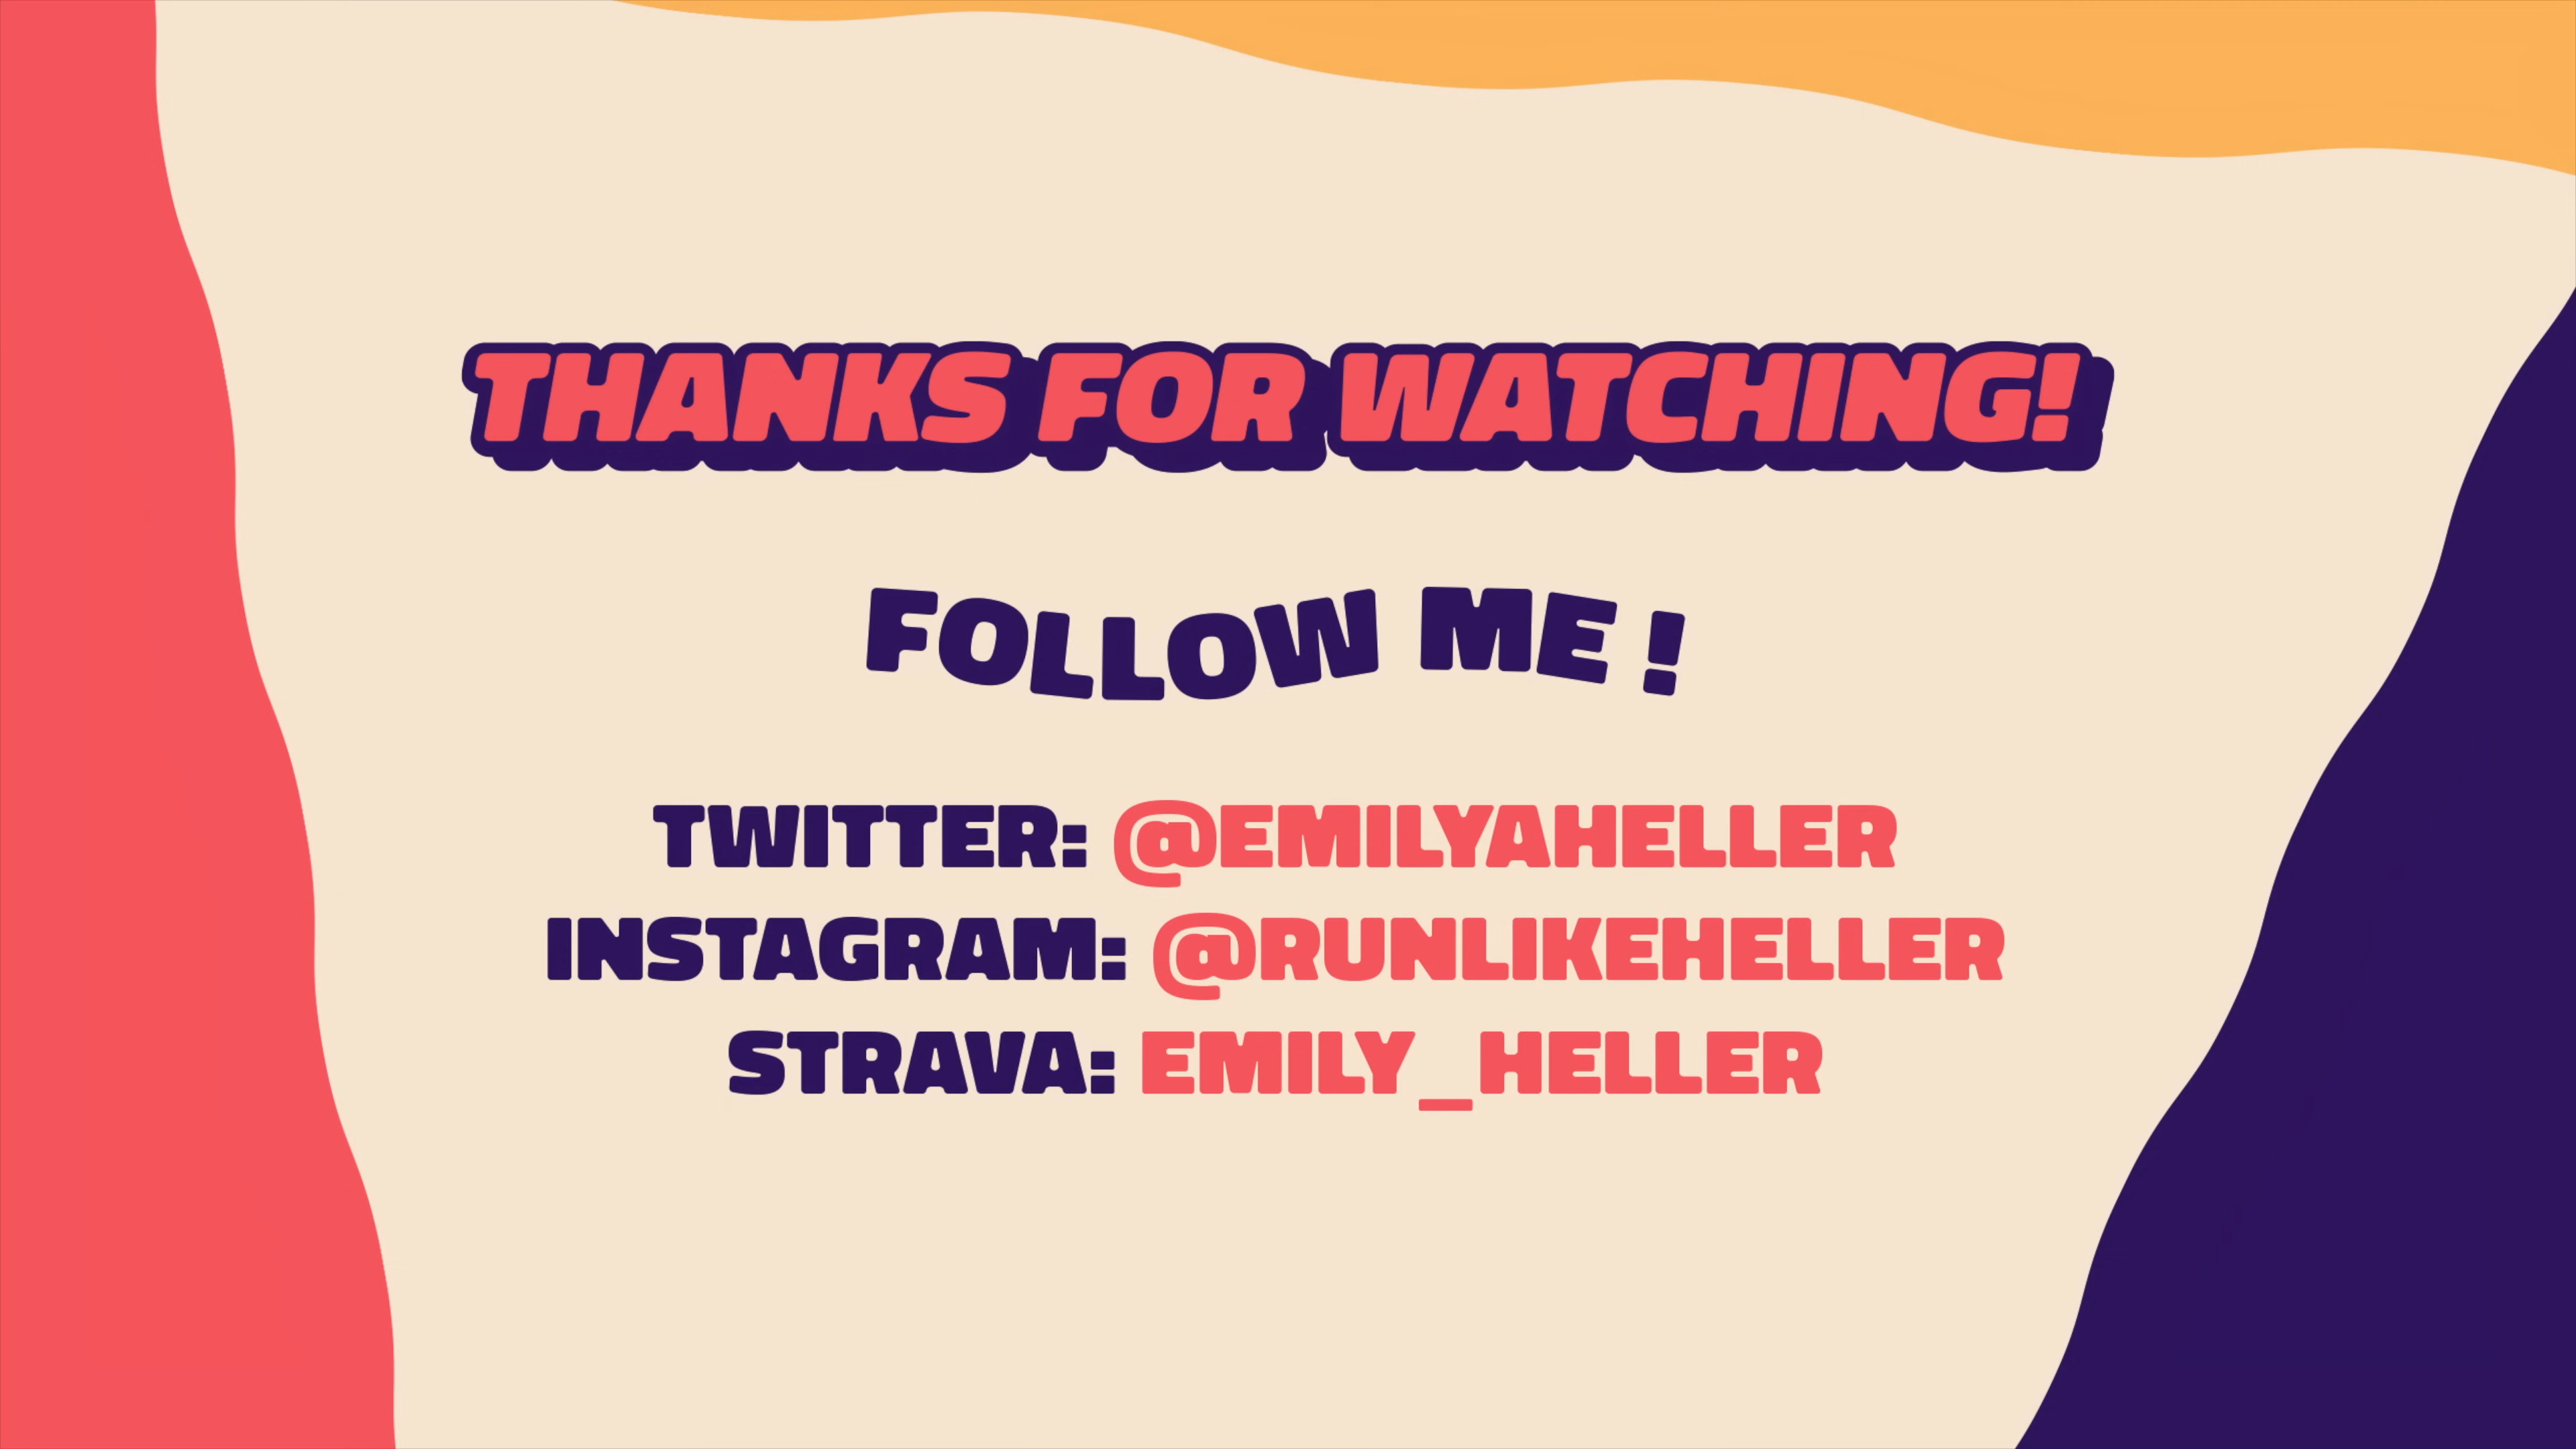 THANKS FOR WATCHING!
FOLLOW ME !
TWITTER: @EMILYAHELLER
INSTAGRAM: @RUNLIKEHELLER
STRAVA: EMILY_HELLER